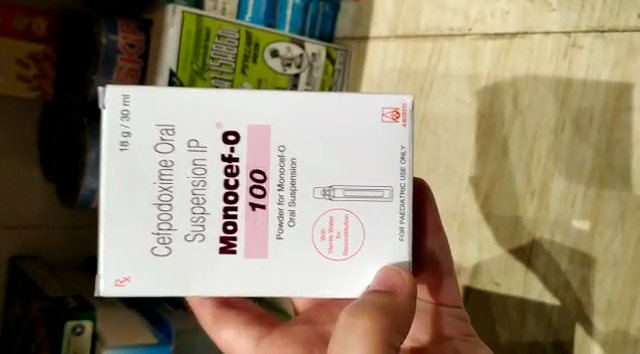 18 g / 30 ml
Rx
Cefpodoxime Oral
Suspension IP
Monocef-O®
100
Powder for Monocef-O
Oral Suspension
With
Sterile Water
for
Reconstitution
FOR PAEDIATRIC USE ONLY
ARISTO